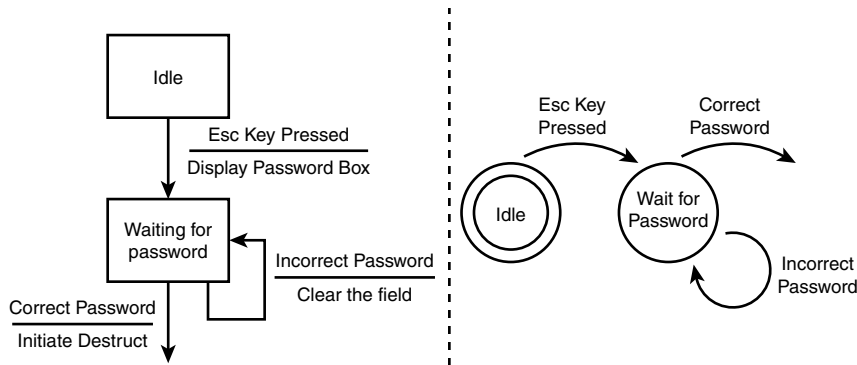 Idle
Esc Key Pressed
Display Password Box
Waiting for
password
Incorrect Password
Clear the field
Correct Password
Initiate Destruct
Esc Key
Pressed
Correct
Password
Idle
Wait for
Password
Incorrect
Password